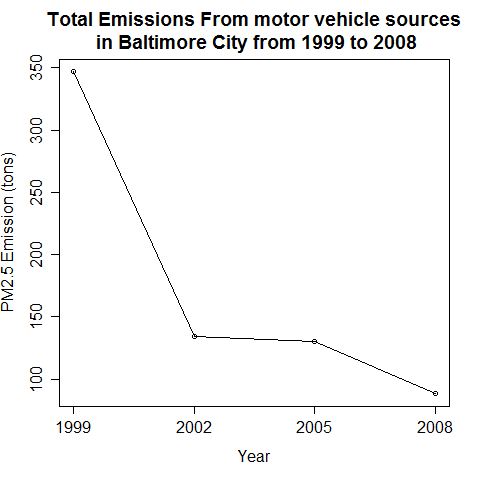 Total Emissions From motor vehicle sources
in Baltimore City from 1999 to 2008
PM2.5 Emission (tons)
350
300
250
200
150
100
1999 2002 2005 2008
Year